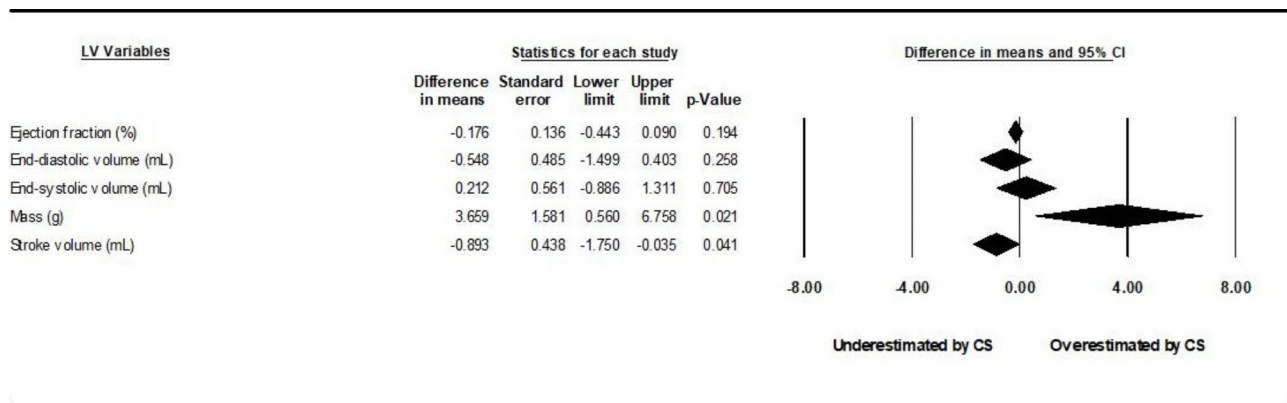 LV Variables Statistics for each study Difference in means and 95% CI
Difference in means Standard error Lower limit Upper limit p-Value
Ejection fraction (%) -0.176 0.136 -0.443 0.090 0.194
End-diastolic volume (mL) -0.548 0.485 -1.499 0.403 0.258
End-systolic volume (mL) 0.212 0.561 -0.886 1.311 0.705
Mass (g) 3.659 1.581 0.560 6.758 0.021
Stroke volume (mL) -0.893 0.438 -1.750 -0.035 0.041
-8.00 -4.00 0.00 4.00 8.00
Underestimated by CS Overestimated by CS